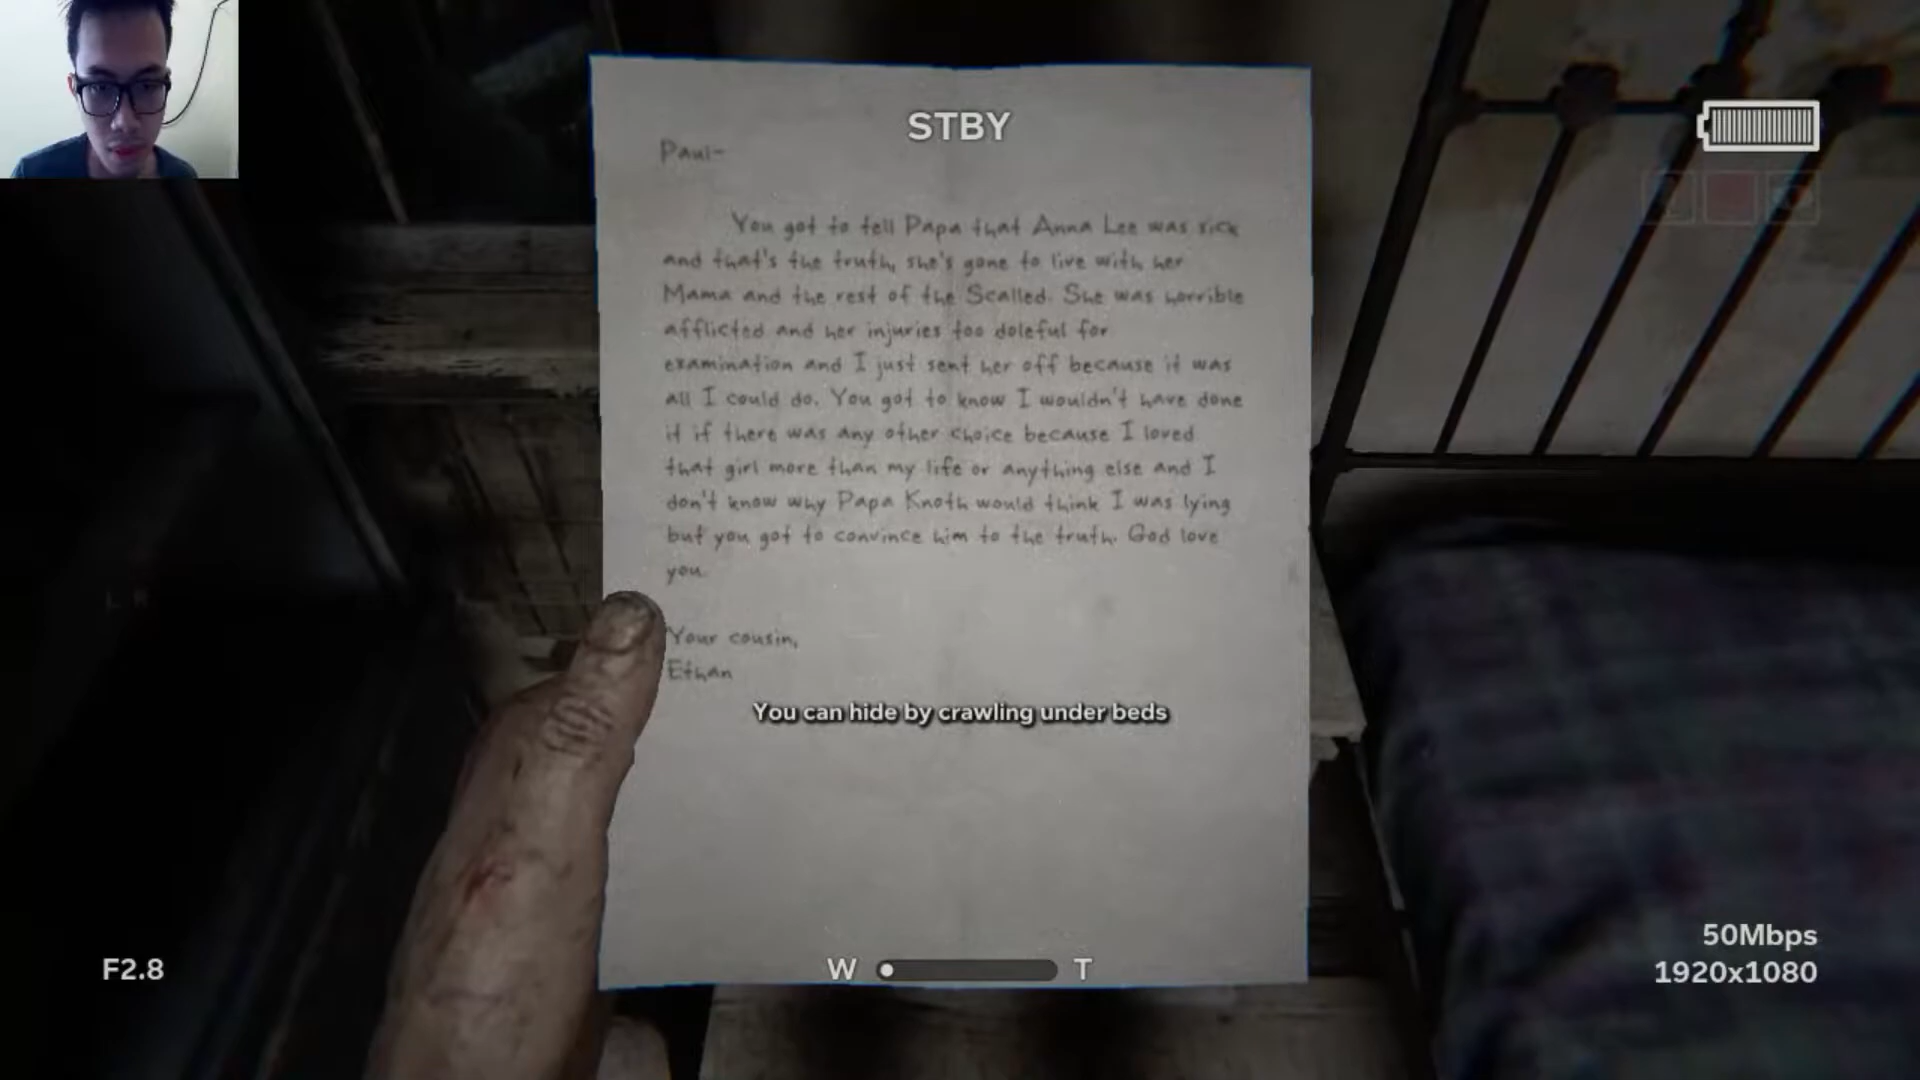 STBY
Paul-
You got to tell Papa that Anna Lee was sick
and that's the truth, she's gone to live with her
Mama and the rest of the Scalled. She was horrible
afflicted and her injuries too doleful for
examination and I just sent her off because it was
all I could do. You got to know I wouldn't have done
it if there was any other choice because I loved
that girl more than my life or anything else and I
don't know why Papa Knoth would think I was lying
but you got to convince him to the truth. God love
you.
Your cousin,
Ethan
You can hide by crawling under beds
F2.8
W T
50Mbps
1920x1080